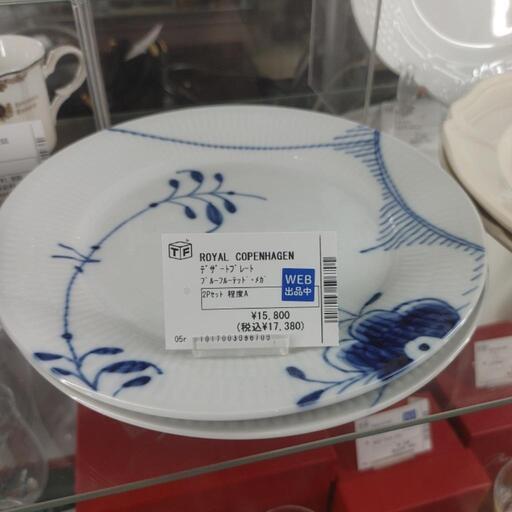 TF
ROYAL COPENHAGEN
デザートプレート
ブルーフルーテッド・メガ
2Pセット 程度A
WEB
出品中
¥15,800
(税込¥17,380)
05r